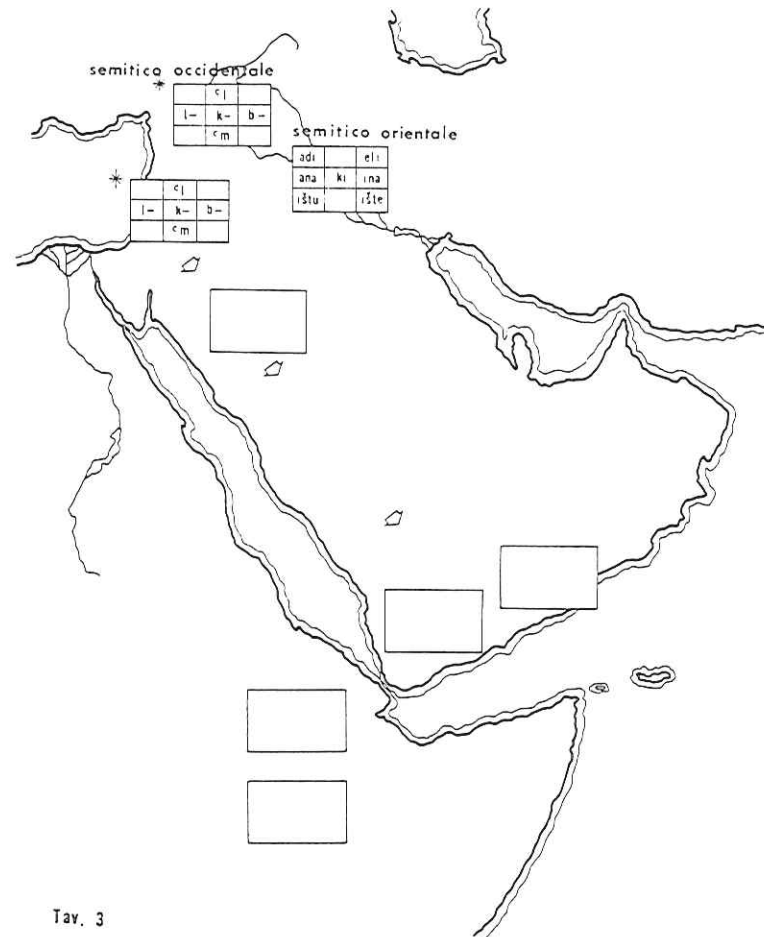 semitico occidentale
*
ᶜl
l- k- b-
ᶜm
semitico orientale
adi eli
ana ki ina
ištu ište
*
ᶜl
l- k- b-
ᶜm
Tav. 3